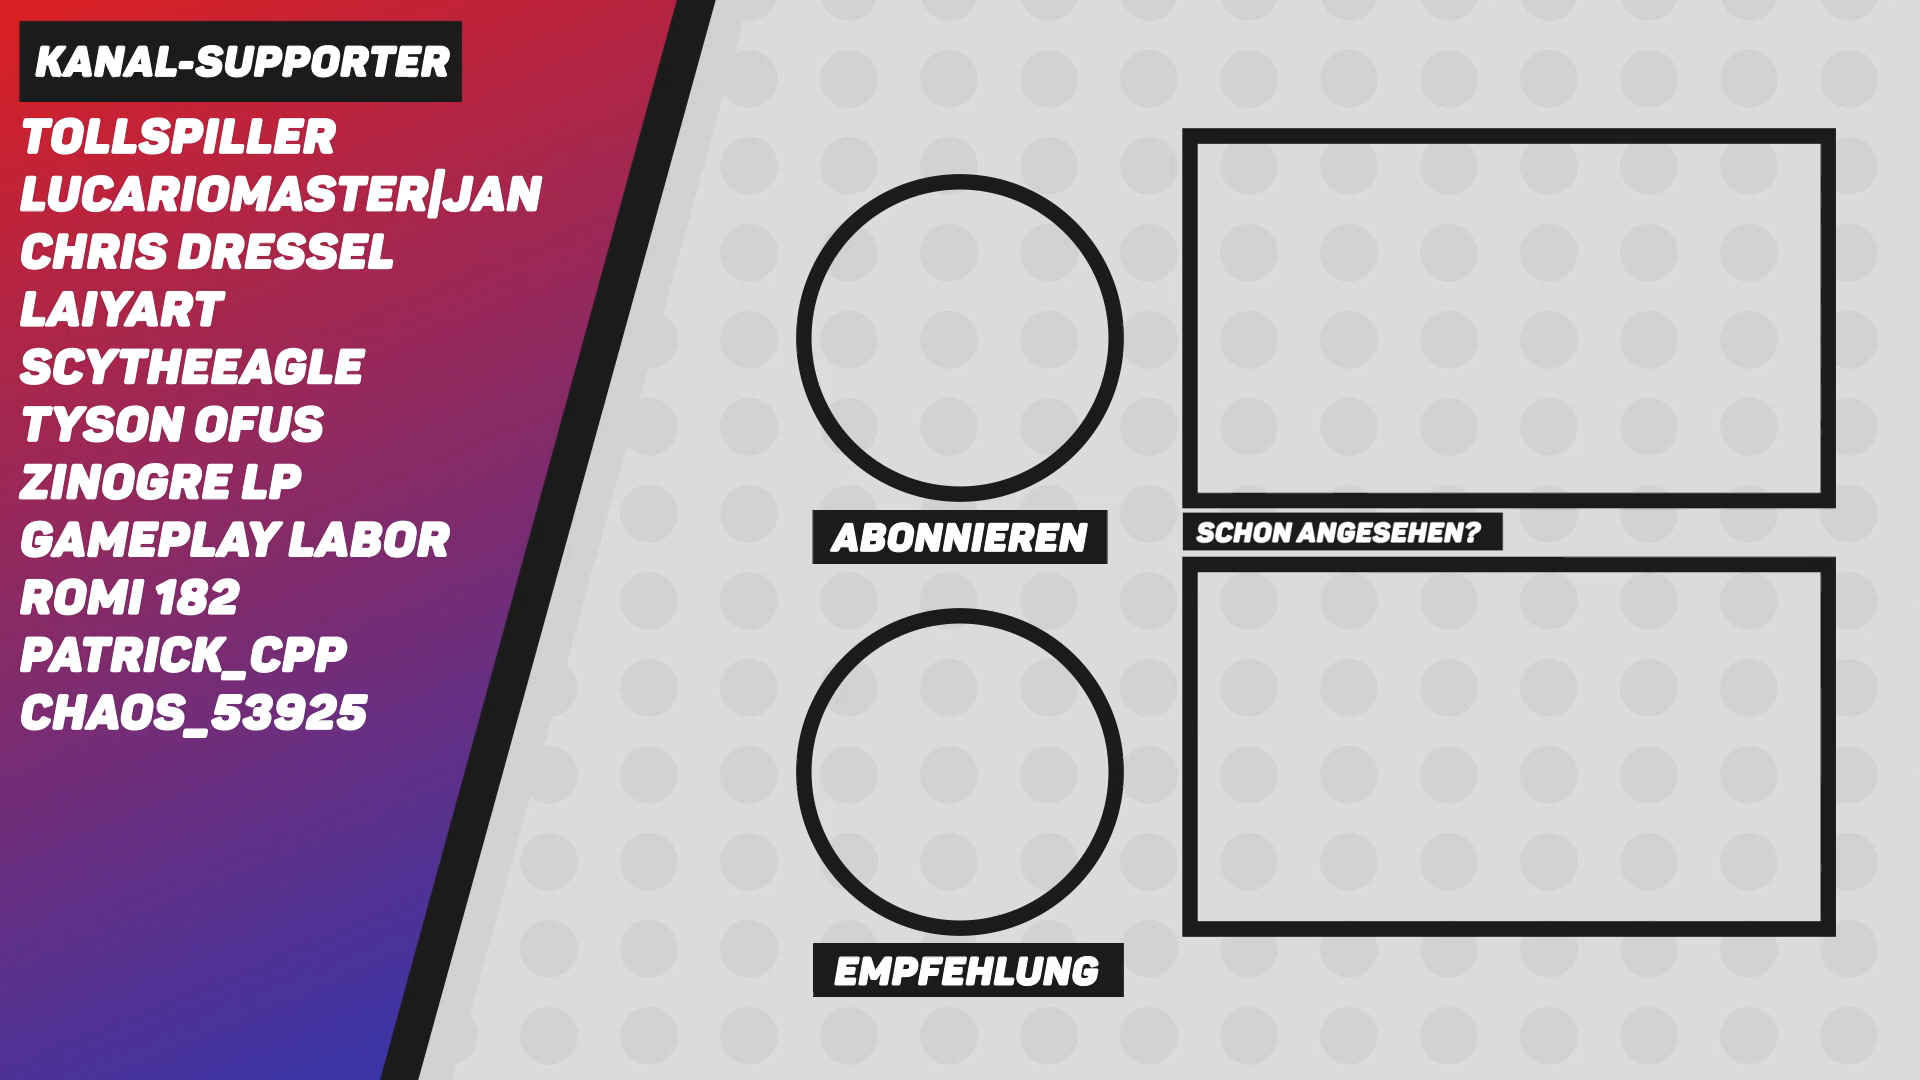 KANAL-SUPPORTER
TOLLSPILLER
LUCARIOMASTER|JAN
CHRIS DRESSEL
LAIYART
SCYTHEEAGLE
TYSON OFUS
ZINOGRE LP
GAMEPLAY LABOR
ROMI 182
PATRICK_CPP
CHAOS_53925
ABONNIEREN
SCHON ANGESEHEN?
EMPFEHLUNG